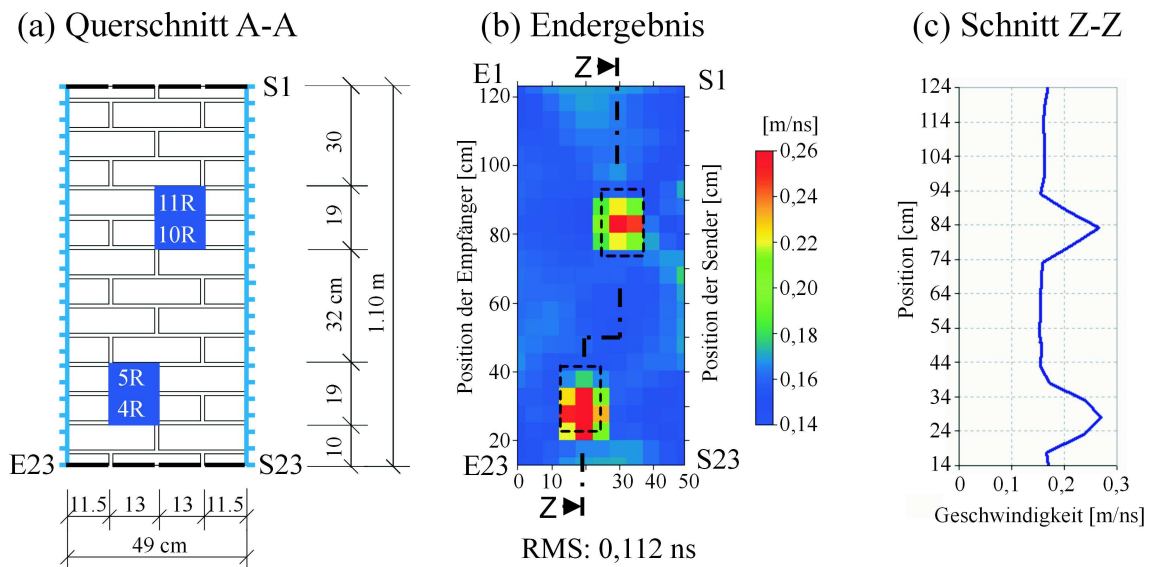 (a) Querschnitt A-A
S1
11R
10R
5R
4R
E23
S23
30
19
32 cm
19
10
1.10 m
11.5 13 13 11.5
49 cm
(b) Endergebnis
Z
E1
S1
Position der Empfänger [cm]
120
100
80
60
40
20
E23
S23
0 10 20 30 40 50
Position der Sender [cm]
Z
RMS: 0,112 ns
[m/ns]
0,26
0,24
0,22
0,20
0,18
0,16
0,14
(c) Schnitt Z-Z
Position [cm]
124
114
104
94
84
74
64
54
44
34
24
14
0 0,1 0,2 0,3
Geschwindigkeit [m/ns]